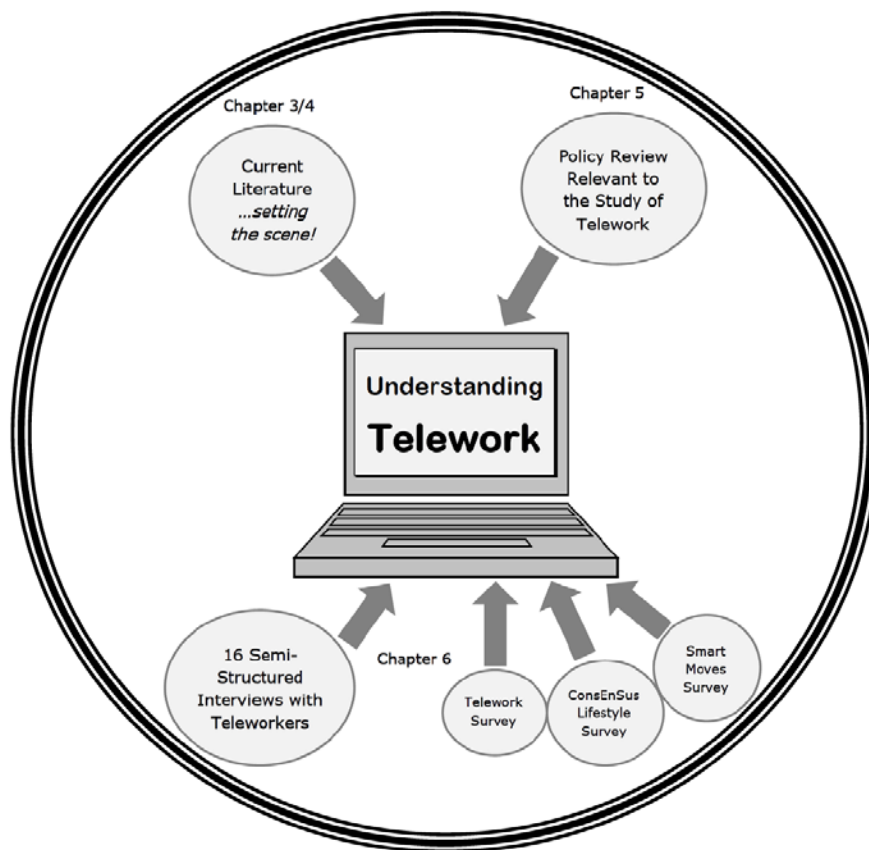 Chapter 3/4
Current
Literature
...setting
the scene!
Chapter 5
Policy Review
Relevant to
the Study of
Telework
Understanding
Telework
16 Semi-
Structured
Interviews with
Teleworkers
Chapter 6
Telework
Survey
ConsEnSus
Lifestyle
Survey
Smart
Moves
Survey